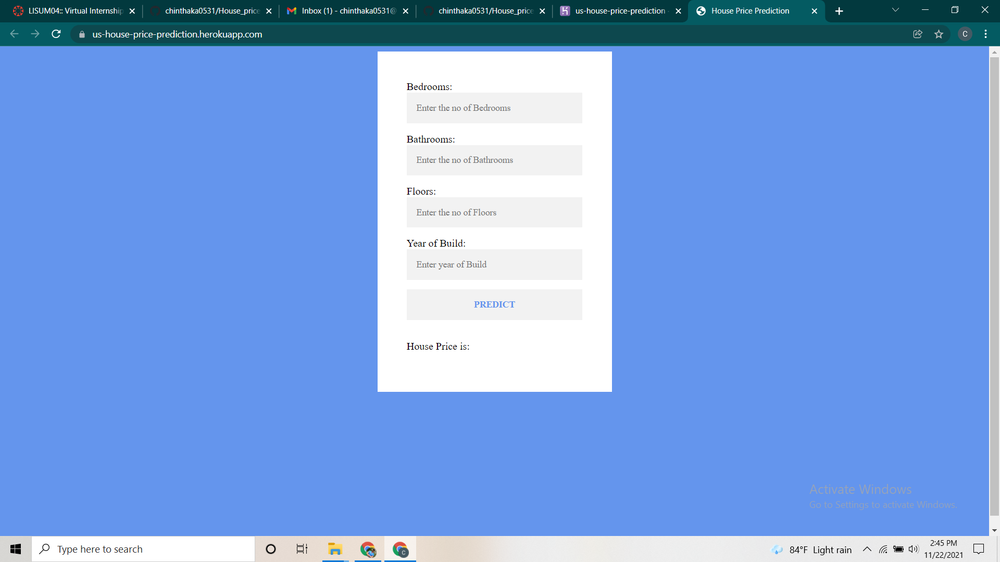 LISUM04:: Virtual Internship
chinthaka0531/House_price
Inbox (1) - chinthaka0531@
chinthaka0531/House_price
us-house-price-prediction
House Price Prediction
us-house-price-prediction.herokuapp.com
C
Bedrooms:
Enter the no of Bedrooms
Bathrooms:
Enter the no of Bathrooms
Floors:
Enter the no of Floors
Year of Build:
Enter year of Build
PREDICT
House Price is:
Activate Windows
Go to Settings to activate Windows.
Type here to search
C
84°F Light rain
2:45 PM
11/22/2021